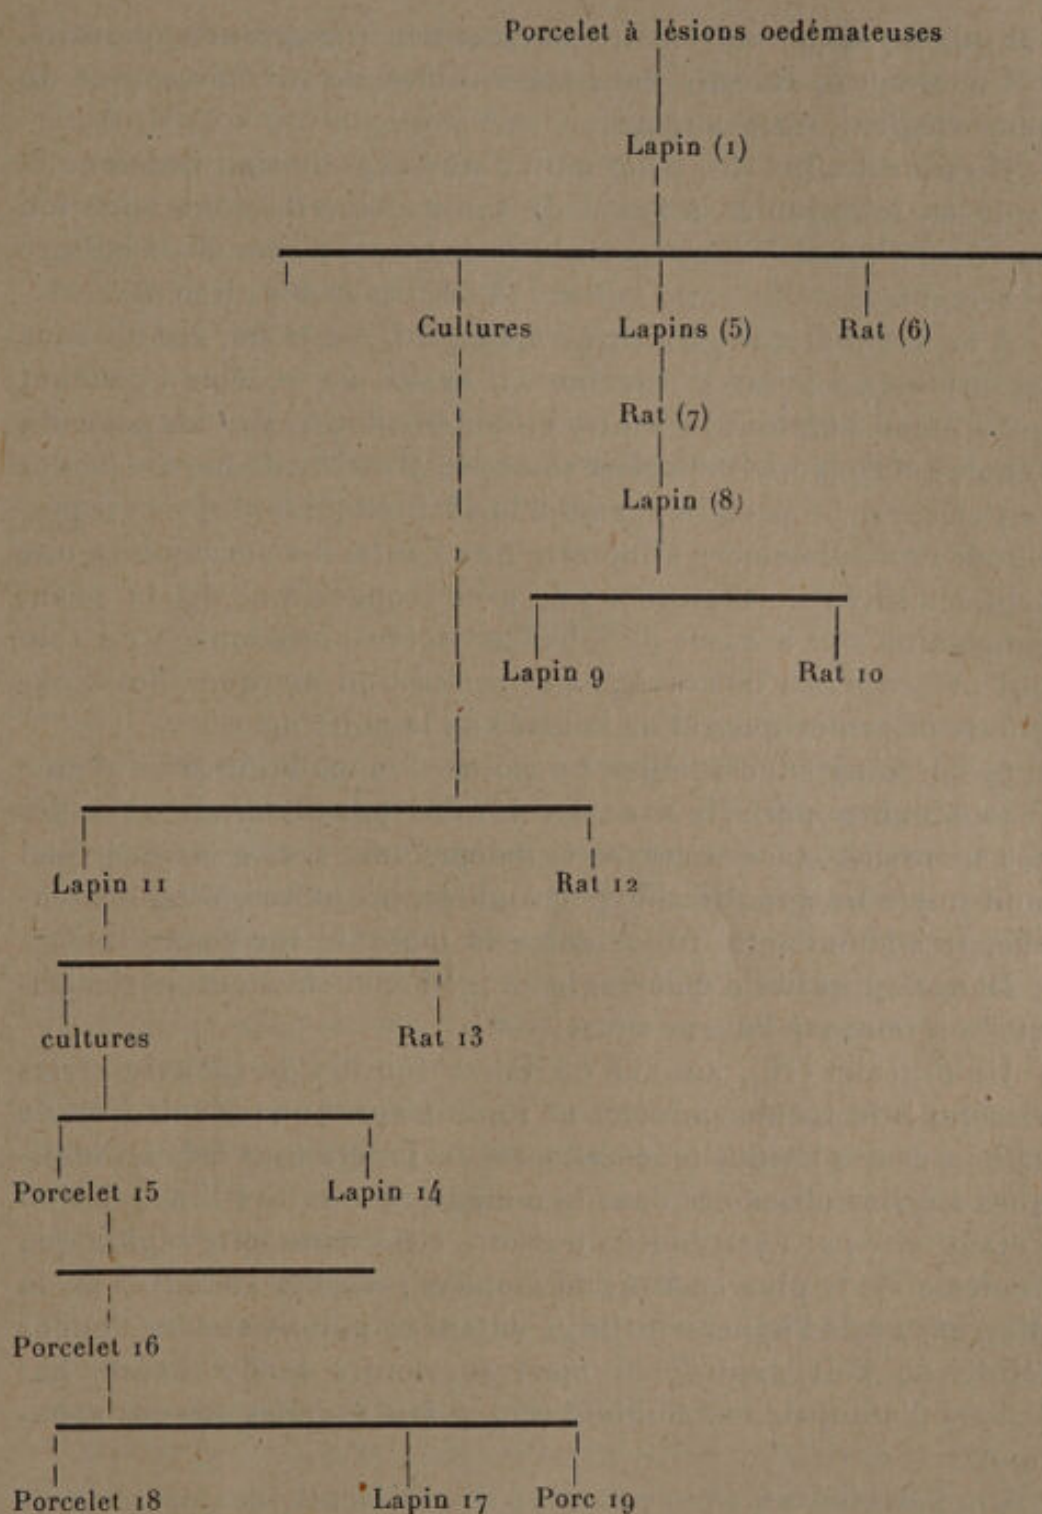 Porcelet à lésions oedémateuses
Lapin (1)
Cultures Lapins (5) Rat (6)
Rat (7)
Lapin (8)
Lapin 9 Rat 10
Lapin 11 Rat 12
cultures Rat 13
Porcelet 15 Lapin 14
Porcelet 16
Porcelet 18 Lapin 17 Porc 19